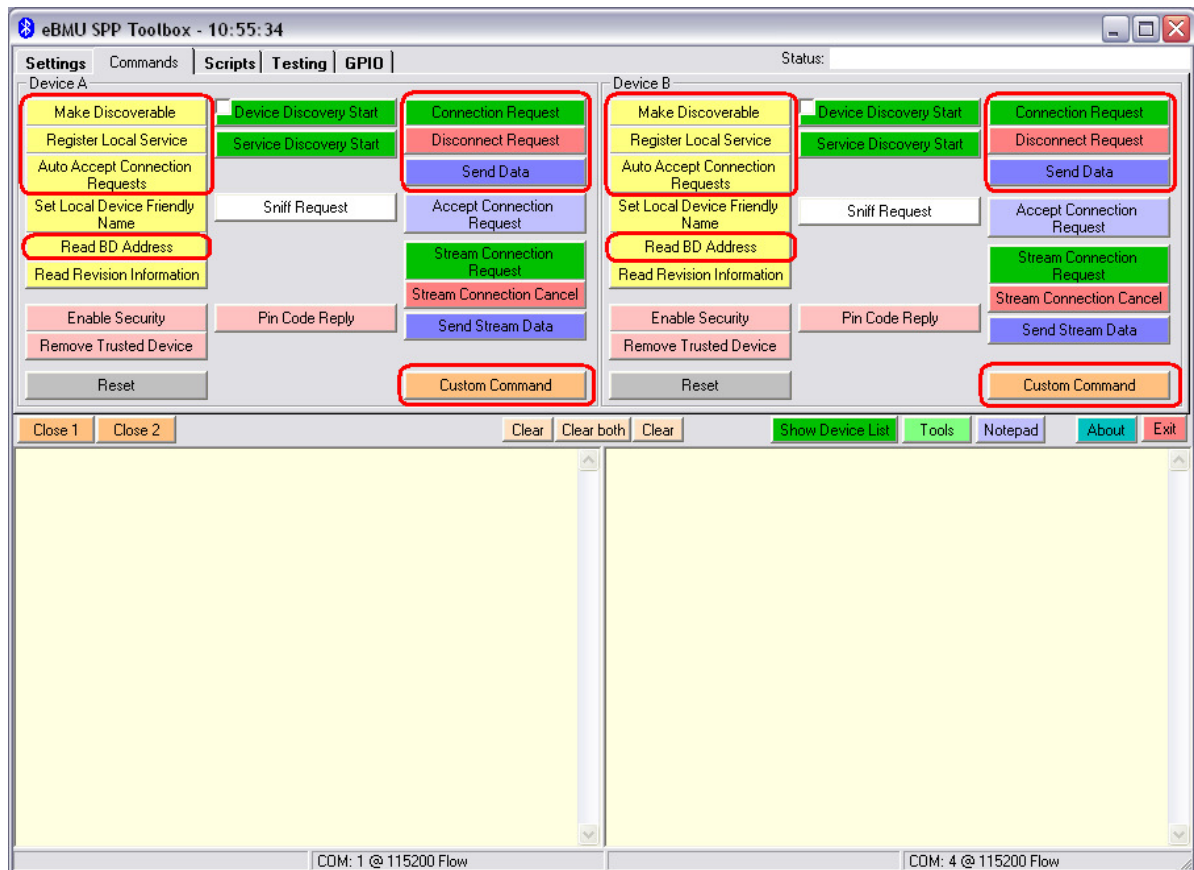 eBMU SPP Toolbox - 10:55:34
Settings Commands Scripts Testing GPIO Status:
Device A
Make Discoverable
Register Local Service
Auto Accept Connection
Requests
Set Local Device Friendly
Name
Read BD Address
Read Revision Information
Enable Security
Remove Trusted Device
Reset
Device Discovery Start
Service Discovery Start
Sniff Request
Pin Code Reply
Connection Request
Disconnect Request
Send Data
Accept Connection
Request
Stream Connection
Request
Stream Connection Cancel
Send Stream Data
Custom Command
Device B
Make Discoverable
Register Local Service
Auto Accept Connection
Requests
Set Local Device Friendly
Name
Read BD Address
Read Revision Information
Enable Security
Remove Trusted Device
Reset
Device Discovery Start
Service Discovery Start
Sniff Request
Pin Code Reply
Connection Request
Disconnect Request
Send Data
Accept Connection
Request
Stream Connection
Request
Stream Connection Cancel
Send Stream Data
Custom Command
Close 1 Close 2 Clear Clear both Clear Show Device List Tools Notepad About Exit
COM: 1 @ 115200 Flow COM: 4 @ 115200 Flow